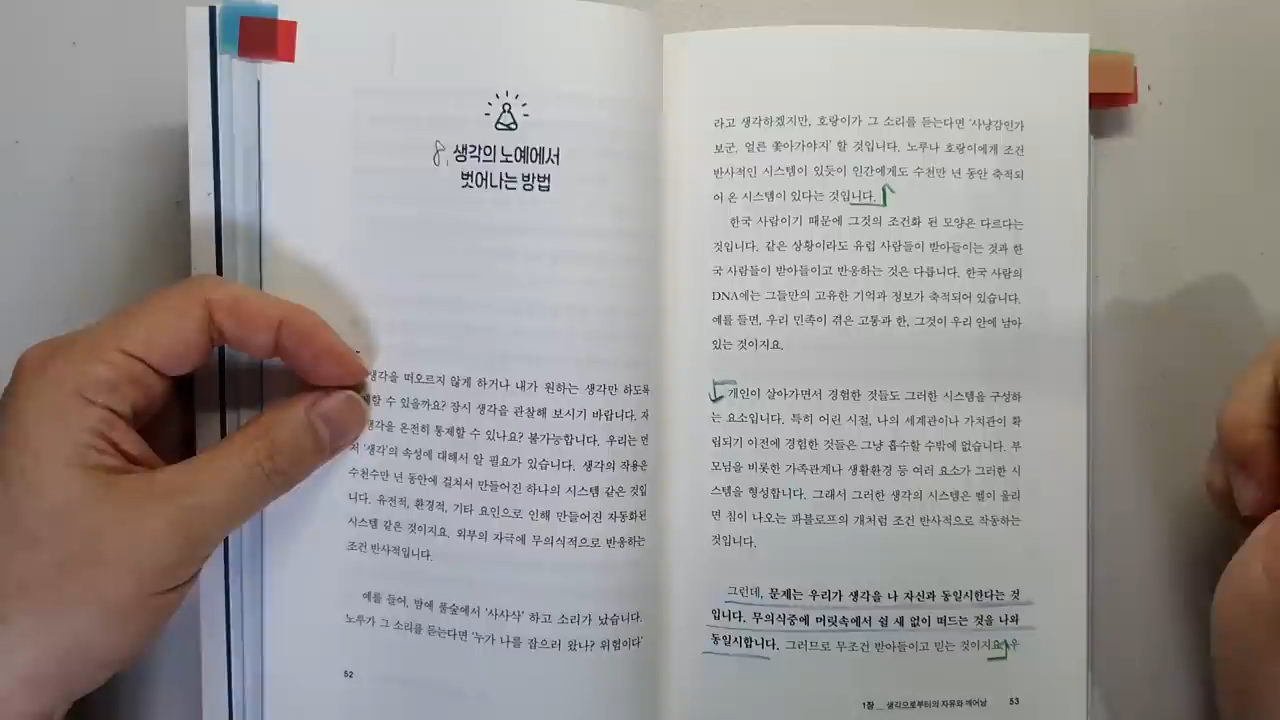 8. 생각의 노예에서
벗어나는 방법
생각을 떠오르지 않게 하거나 내가 원하는 생각만 하도록
할 수 있을까요? 잠시 생각을 관찰해 보시기 바랍니다. 자
생각을 온전히 통제할 수 있나요? 불가능합니다. 우리는 먼
저 '생각'의 속성에 대해서 알 필요가 있습니다. 생각의 작용은
수천수만 년 동안에 걸쳐서 만들어진 하나의 시스템 같은 것입
니다. 유전적, 환경적, 기타 요인으로 인해 만들어진 자동화된
시스템 같은 것이지요. 외부의 자극에 무의식적으로 반응하는
조건 반사적입니다.
예를 들어, 밤에 풀숲에서 '사사삭' 하고 소리가 났습니다.
노루가 그 소리를 듣는다면 '누가 나를 잡으러 왔나? 위험이다'
52
라고 생각하겠지만, 호랑이가 그 소리를 듣는다면 '사냥감인가
보군, 얼른 쫓아가야지' 할 것입니다. 노루나 호랑이에게 조건
반사적인 시스템이 있듯이 인간에게도 수천만 년 동안 축적되
어 온 시스템이 있다는 것입니다.
한국 사람이기 때문에 그것의 조건화 된 모양은 다르다는
것입니다. 같은 상황이라도 유럽 사람들이 받아들이는 것과 한
국 사람들이 받아들이고 반응하는 것은 다릅니다. 한국 사람의
DNA에는 그들만의 고유한 기억과 정보가 축적되어 있습니다.
예를 들면, 우리 민족이 겪은 고통과 한, 그것이 우리 안에 남아
있는 것이지요.
개인이 살아가면서 경험한 것들도 그러한 시스템을 구성하
는 요소입니다. 특히 어린 시절, 나의 세계관이나 가치관이 확
립되기 이전에 경험한 것들은 그냥 흡수할 수밖에 없습니다. 부
모님을 비롯한 가족관계나 생활환경 등 여러 요소가 그러한 시
스템을 형성합니다. 그래서 그러한 생각의 시스템은 벨이 울리
면 침이 나오는 파블로프의 개처럼 조건 반사적으로 작동하는
것입니다.
그런데, 문제는 우리가 생각을 나 자신과 동일시한다는 것
입니다. 무의식중에 머릿속에서 쉴 새 없이 떠드는 것을 나와
동일시합니다. 그러므로 무조건 받아들이고 믿는 것이지요. 우
1장 _ 생각으로부터의 자유와 깨어남 53